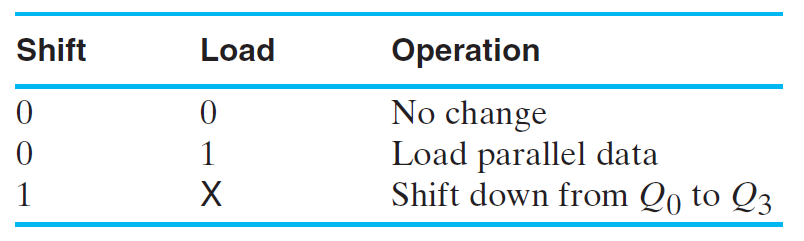 Shift Load Operation
0 0 No change
0 1 Load parallel data
1 X Shift down from Q0 to Q3